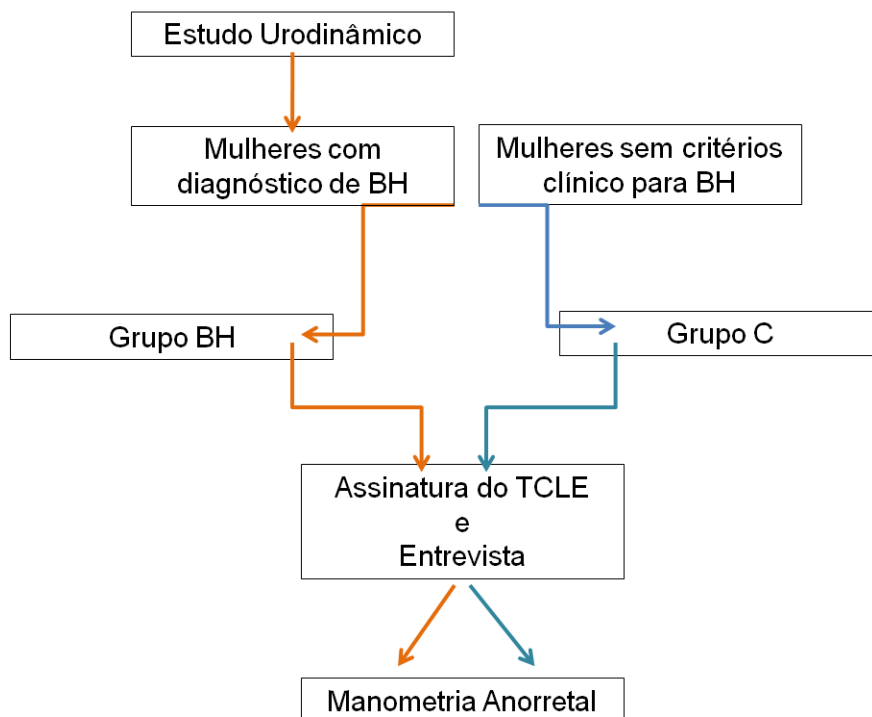 Estudo Urodinâmico
Mulheres com
diagnóstico de BH
Mulheres sem critérios
clínico para BH
Grupo BH
Grupo C
Assinatura do TCLE
e
Entrevista
Manometria Anorretal